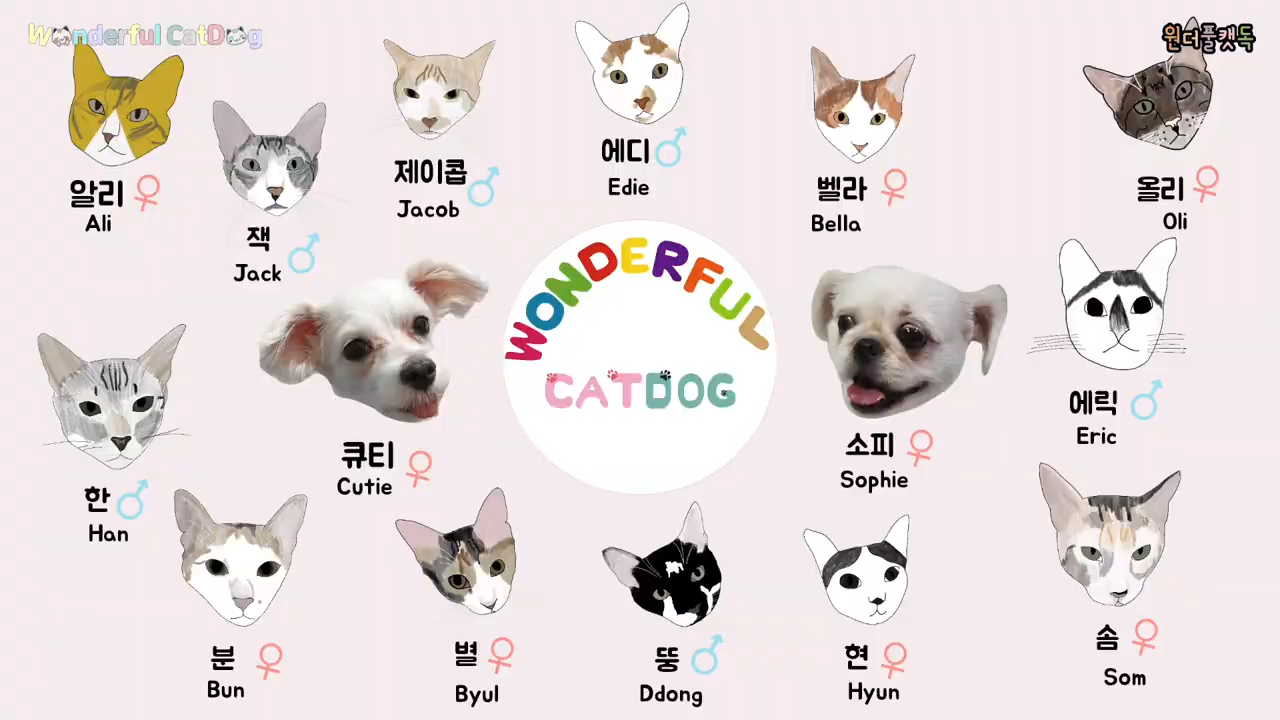 Wonderful CatDog
원더풀캣독
알리 ♀
Ali
잭 ♂
Jack
제이콥 ♂
Jacob
에디 ♂
Edie
벨라 ♀
Bella
올리 ♀
Oli
WONDERFUL
CATDOG
큐티 ♀
Cutie
소피 ♀
Sophie
에릭 ♂
Eric
한 ♂
Han
분 ♀
Bun
별 ♀
Byul
뚱 ♂
Ddong
현 ♀
Hyun
솜 ♀
Som